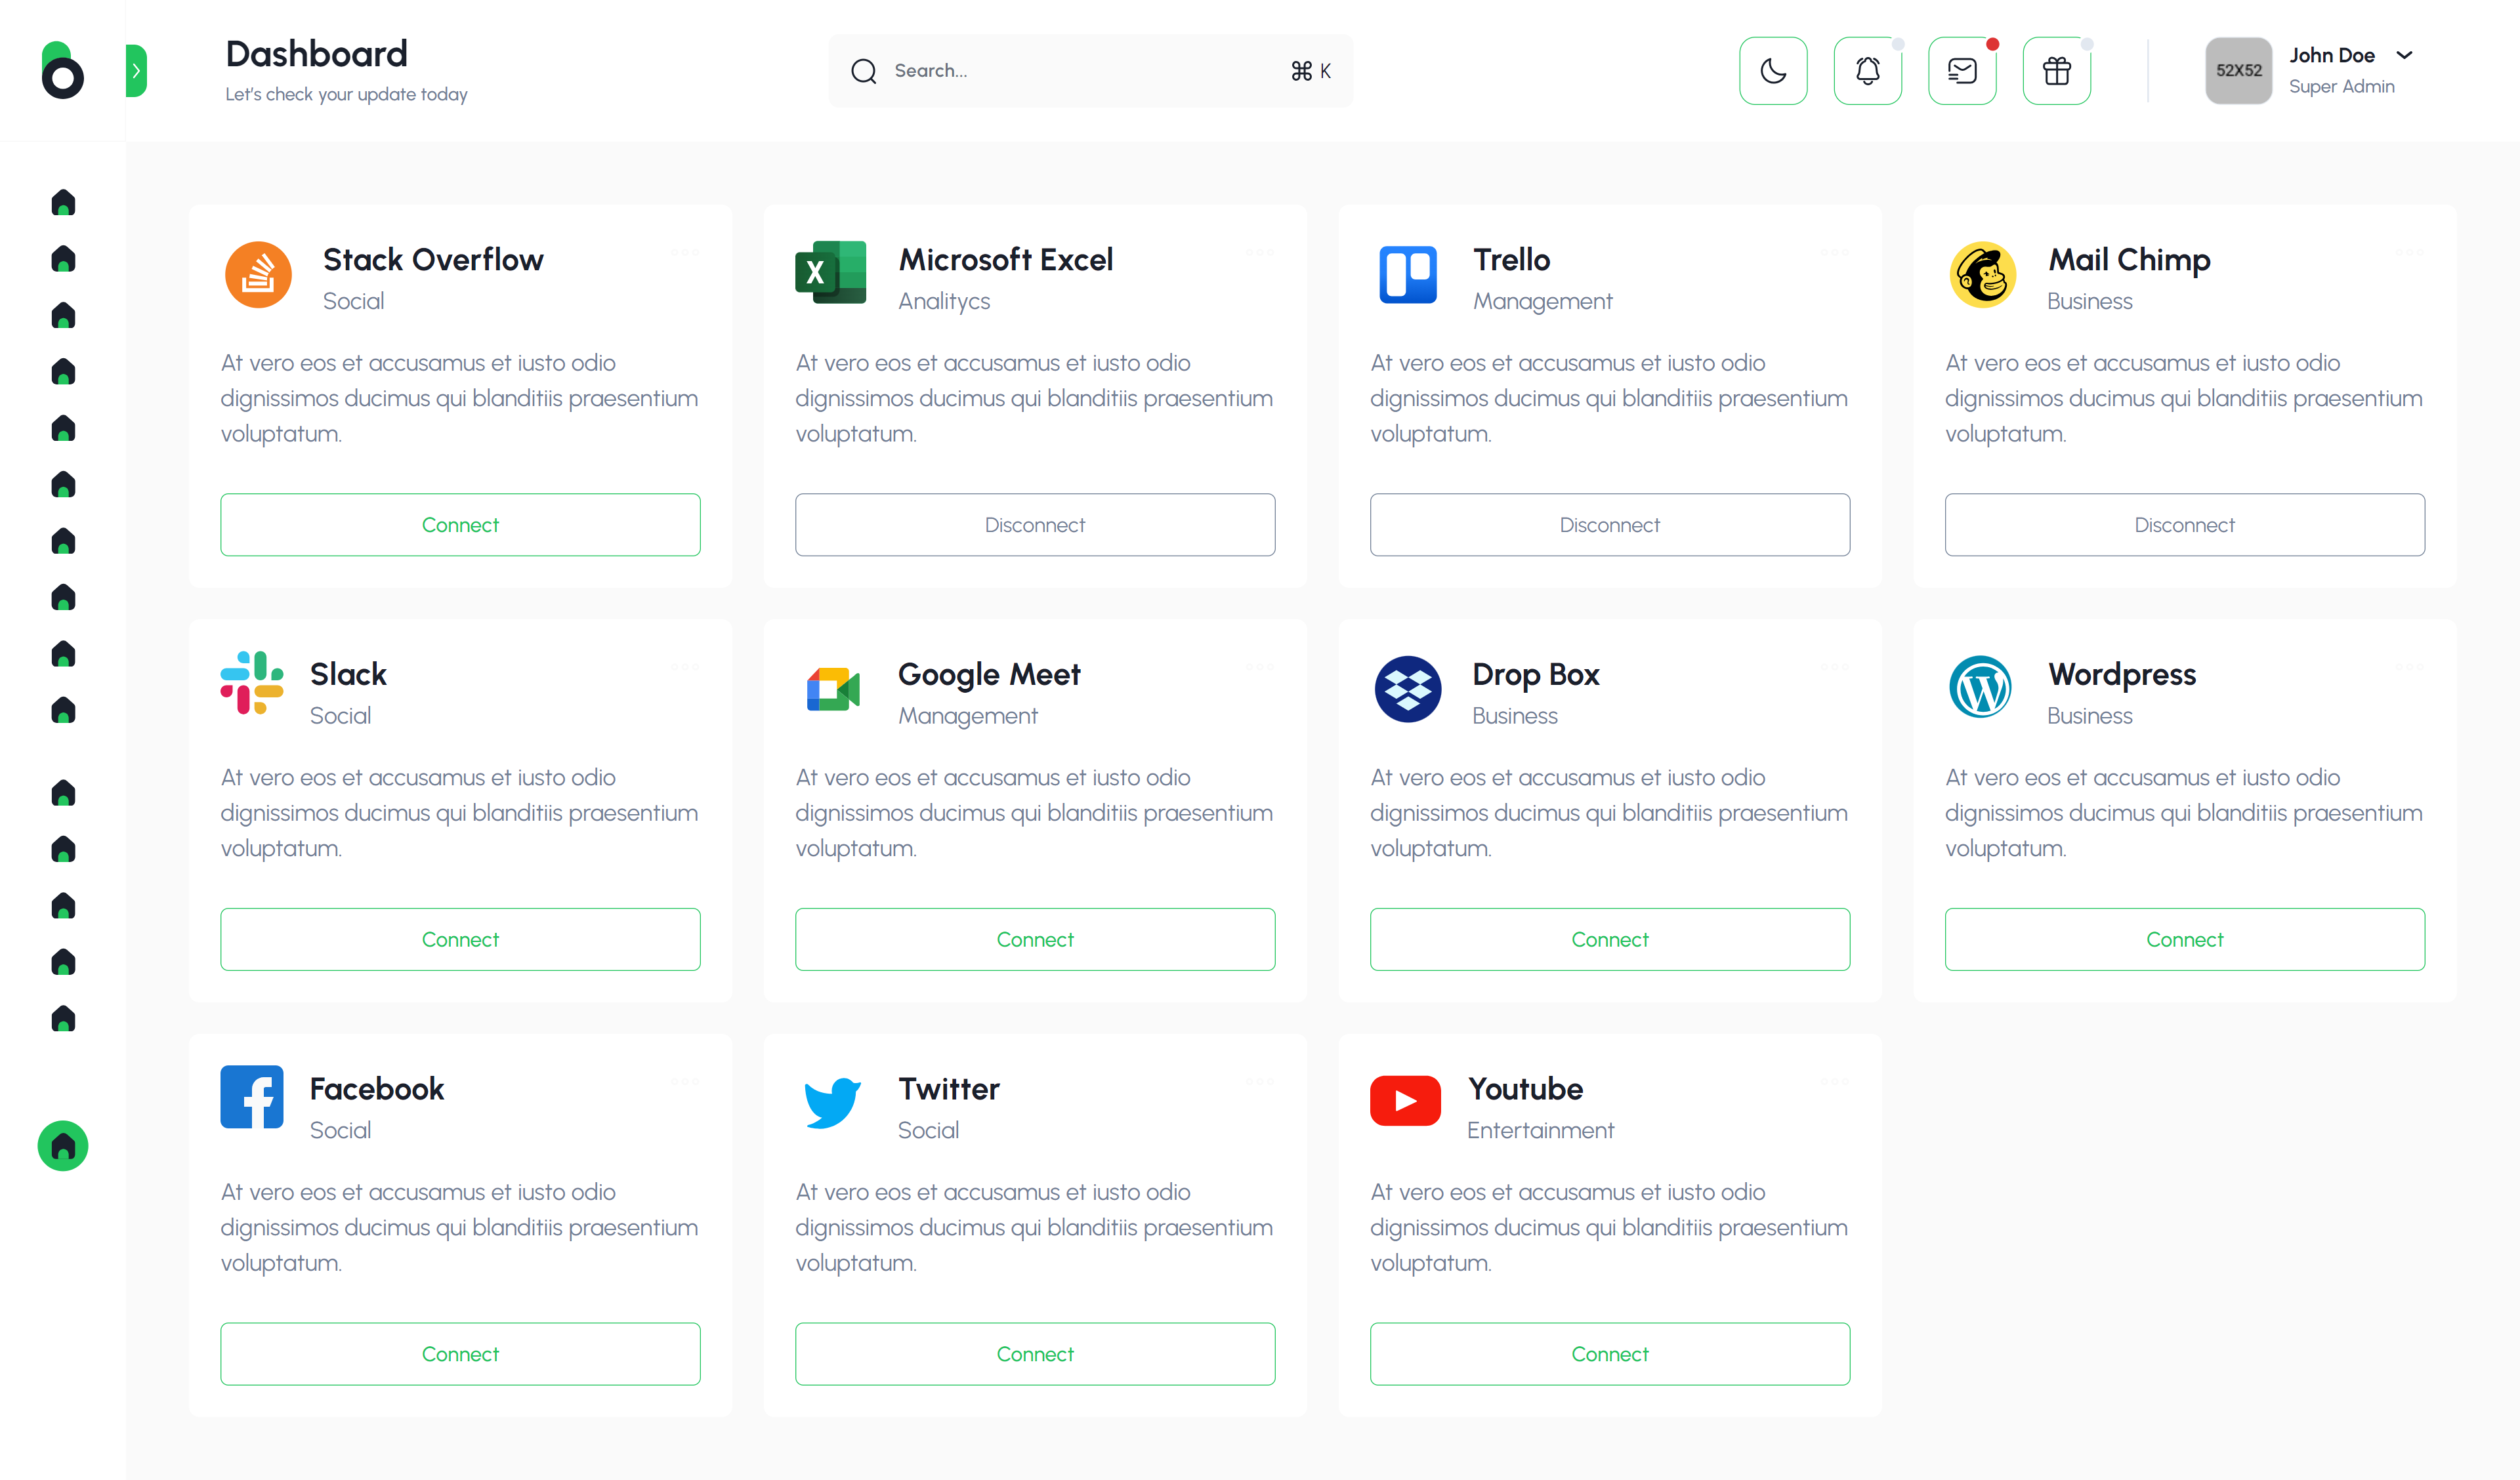 Dashboard
Let's check your update today
Search...
⌘ K
52X52
John Doe
Super Admin
Stack Overflow
Social
At vero eos et accusamus et iusto odio
dignissimos ducimus qui blanditiis praesentium
voluptatum.
Connect
Microsoft Excel
Analitycs
At vero eos et accusamus et iusto odio
dignissimos ducimus qui blanditiis praesentium
voluptatum.
Disconnect
Trello
Management
At vero eos et accusamus et iusto odio
dignissimos ducimus qui blanditiis praesentium
voluptatum.
Disconnect
Mail Chimp
Business
At vero eos et accusamus et iusto odio
dignissimos ducimus qui blanditiis praesentium
voluptatum.
Disconnect
Slack
Social
At vero eos et accusamus et iusto odio
dignissimos ducimus qui blanditiis praesentium
voluptatum.
Connect
Google Meet
Management
At vero eos et accusamus et iusto odio
dignissimos ducimus qui blanditiis praesentium
voluptatum.
Connect
Drop Box
Business
At vero eos et accusamus et iusto odio
dignissimos ducimus qui blanditiis praesentium
voluptatum.
Connect
Wordpress
Business
At vero eos et accusamus et iusto odio
dignissimos ducimus qui blanditiis praesentium
voluptatum.
Connect
Facebook
Social
At vero eos et accusamus et iusto odio
dignissimos ducimus qui blanditiis praesentium
voluptatum.
Connect
Twitter
Social
At vero eos et accusamus et iusto odio
dignissimos ducimus qui blanditiis praesentium
voluptatum.
Connect
Youtube
Entertainment
At vero eos et accusamus et iusto odio
dignissimos ducimus qui blanditiis praesentium
voluptatum.
Connect